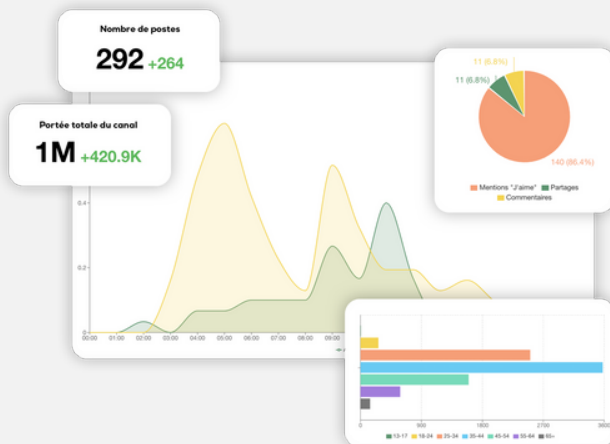 Nombre de postes
292 +264
Portée totale du canal
1M +420.9K
11 (6.8%)
11 (6.8%)
140 (86.4%)
Mentions "J'aime" Partages
Commentaires
0.4
0.2
0
00:00 01:00 02:00 03:00 04:00 05:00 06:00 07:00 08:00 09:00
0 900 1800 2700 3600
13-17 18-24 25-34 35-44 45-54 55-64 65+